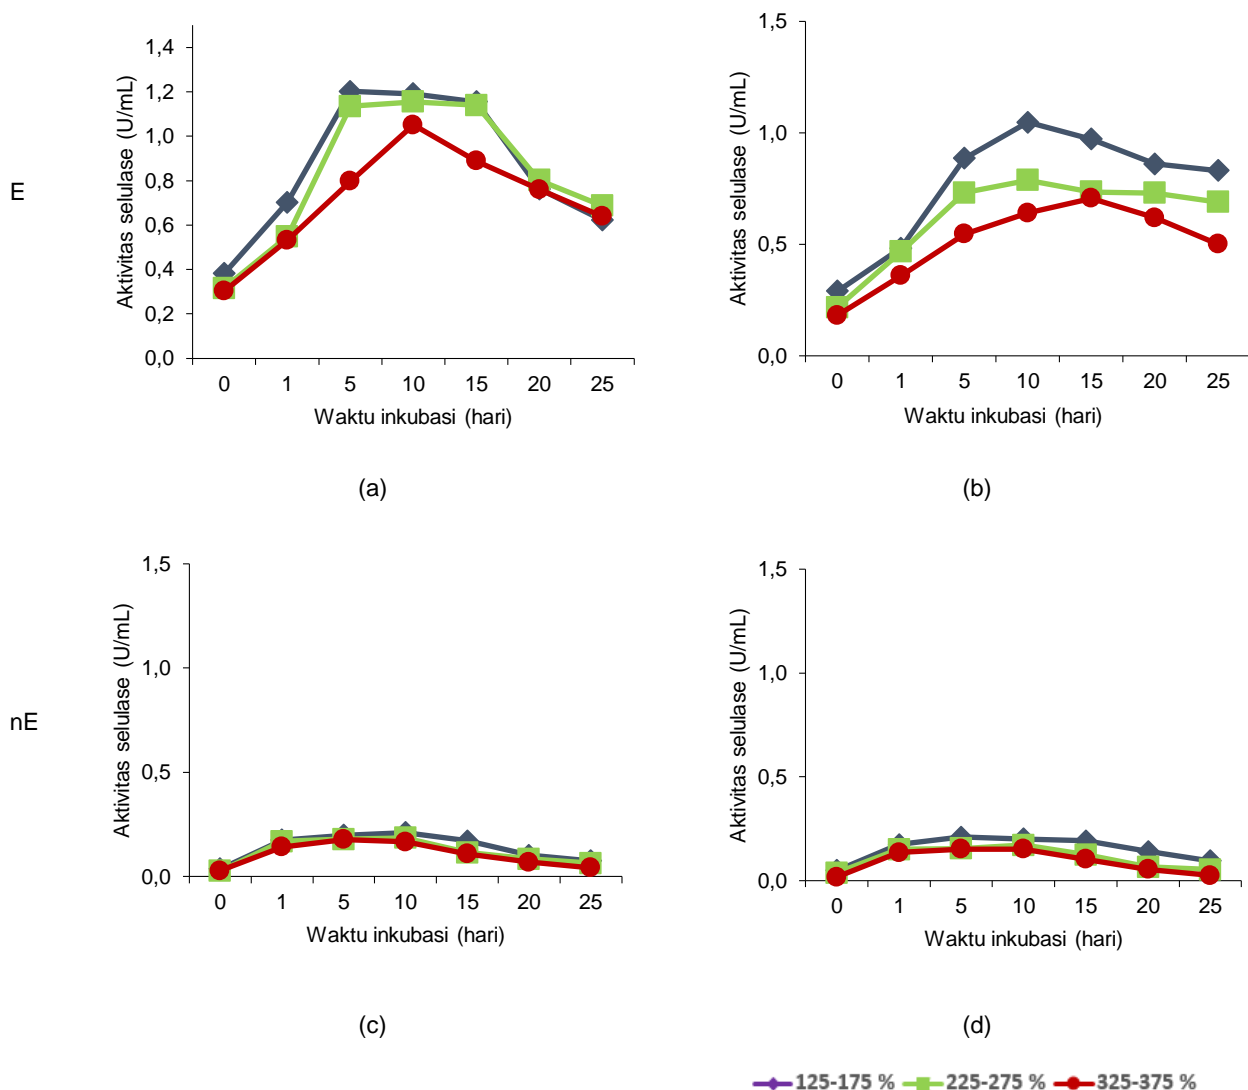 E
Aktivitas selulase (U/mL)
1,4
1,2
1,0
0,8
0,6
0,4
0,2
0,0
0 1 5 10 15 20 25
Waktu inkubasi (hari)
(a)
Aktivitas selulase (U/mL)
1,5
1,0
0,5
0,0
0 1 5 10 15 20 25
Waktu inkubasi (hari)
(b)
nE
Aktivitas selulase (U/mL)
1,5
1,0
0,5
0,0
0 1 5 10 15 20 25
Waktu inkubasi (hari)
(c)
Aktivitas selulase (U/mL)
1,5
1,0
0,5
0,0
0 1 5 10 15 20 25
Waktu inkubasi (hari)
(d)
125-175 % 225-275 % 325-375 %